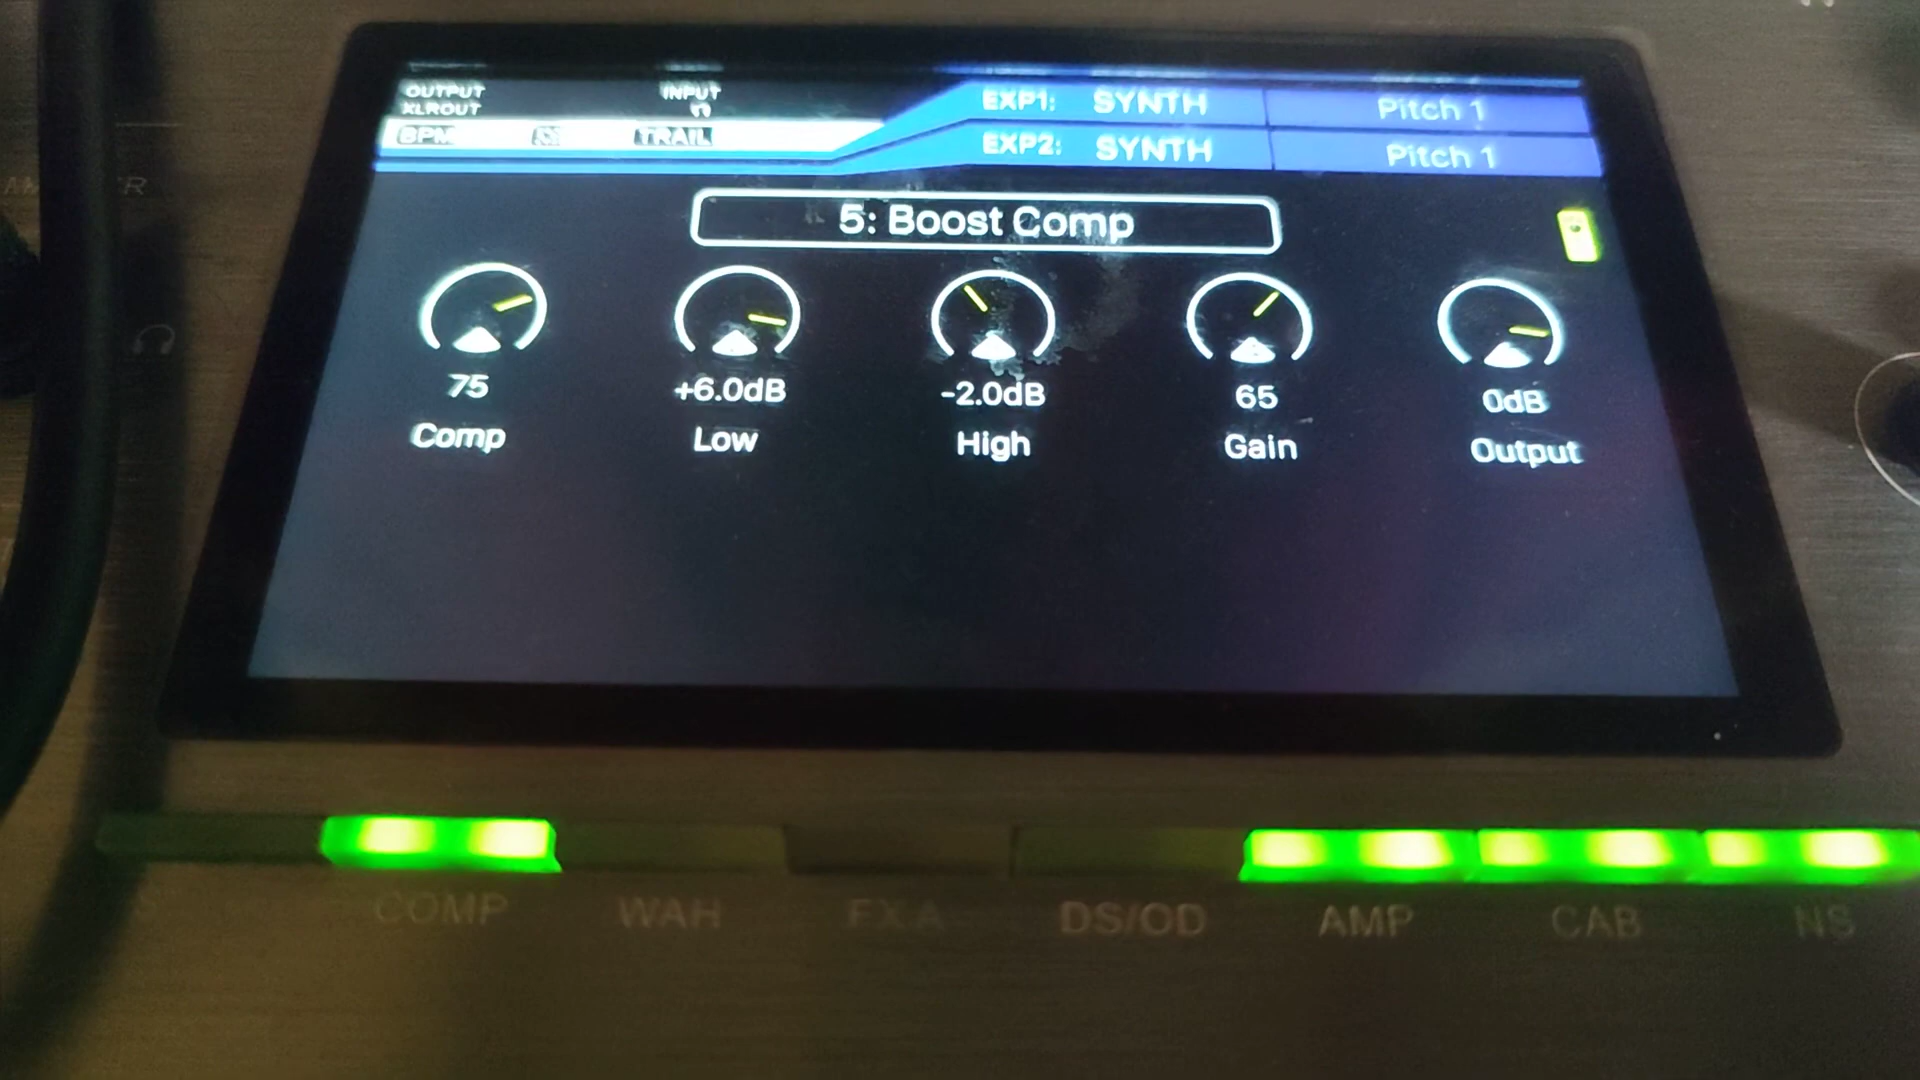 OUTPUT
XLROUT
INPUT
BPM
TRAIL
EXP1: SYNTH Pitch 1
EXP2: SYNTH Pitch 1
5: Boost Comp
75 +6.0dB -2.0dB 65 0dB
Comp Low High Gain Output
COMP WAH FXA DS/OD AMP CAB NS